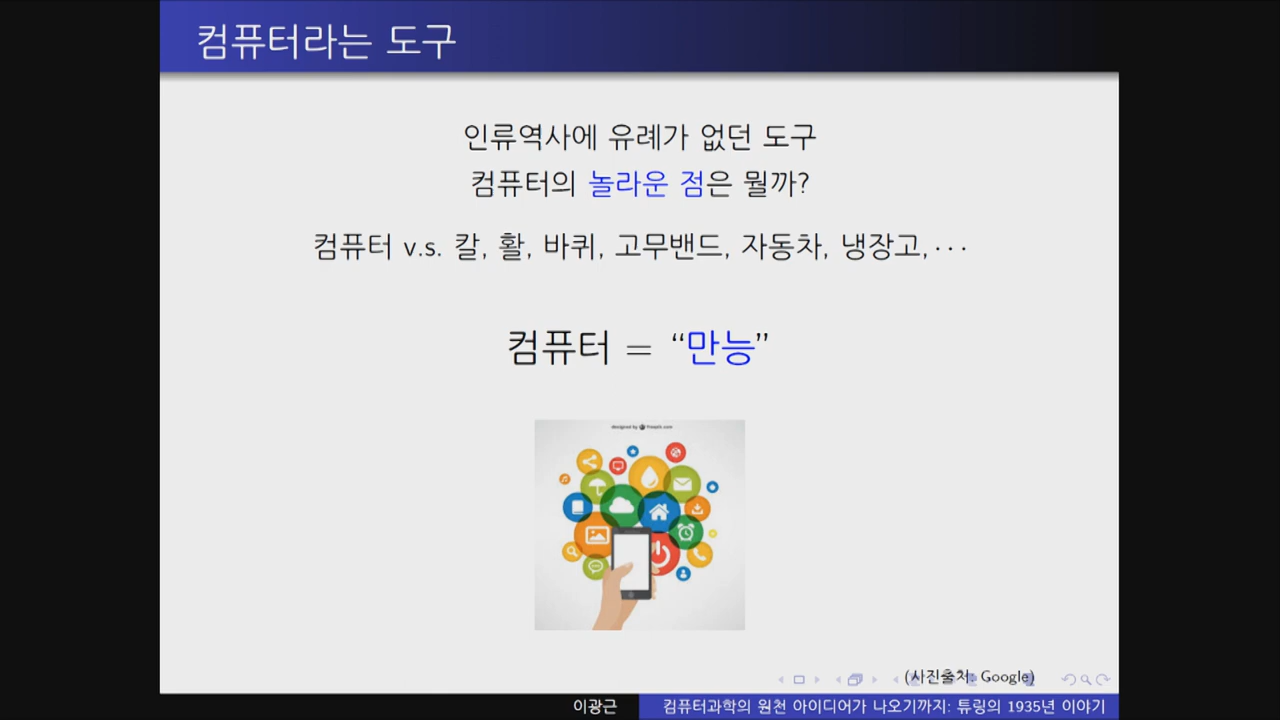 컴퓨터라는 도구
인류역사에 유례가 없던 도구
컴퓨터의 놀라운 점은 뭘까?
컴퓨터 v.s. 칼, 활, 바퀴, 고무밴드, 자동차, 냉장고,···
컴퓨터 = “만능”
designed by freepik.com
(사진출처: Google)
이광근
컴퓨터과학의 원천 아이디어가 나오기까지: 튜링의 1935년 이야기